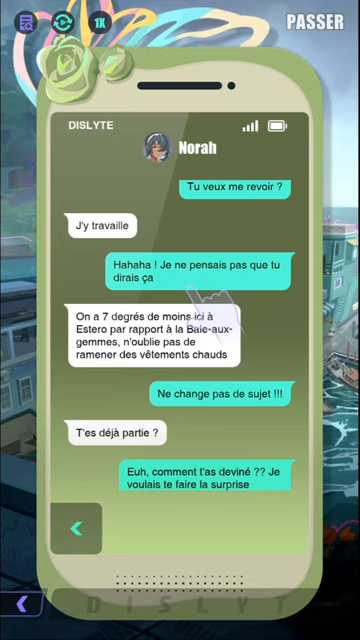 1X
PASSER
DISLYTE
Norah
Tu veux me revoir ?
J'y travaille
Hahaha ! Je ne pensais pas que tu
dirais ça
On a 7 degrés de moins ici à
Estero par rapport à la Baie-aux-
gemmes, n'oublie pas de
ramener des vêtements chauds
Ne change pas de sujet !!!
T'es déjà partie ?
Euh, comment t'as deviné ?? Je
voulais te faire la surprise
DISLYT